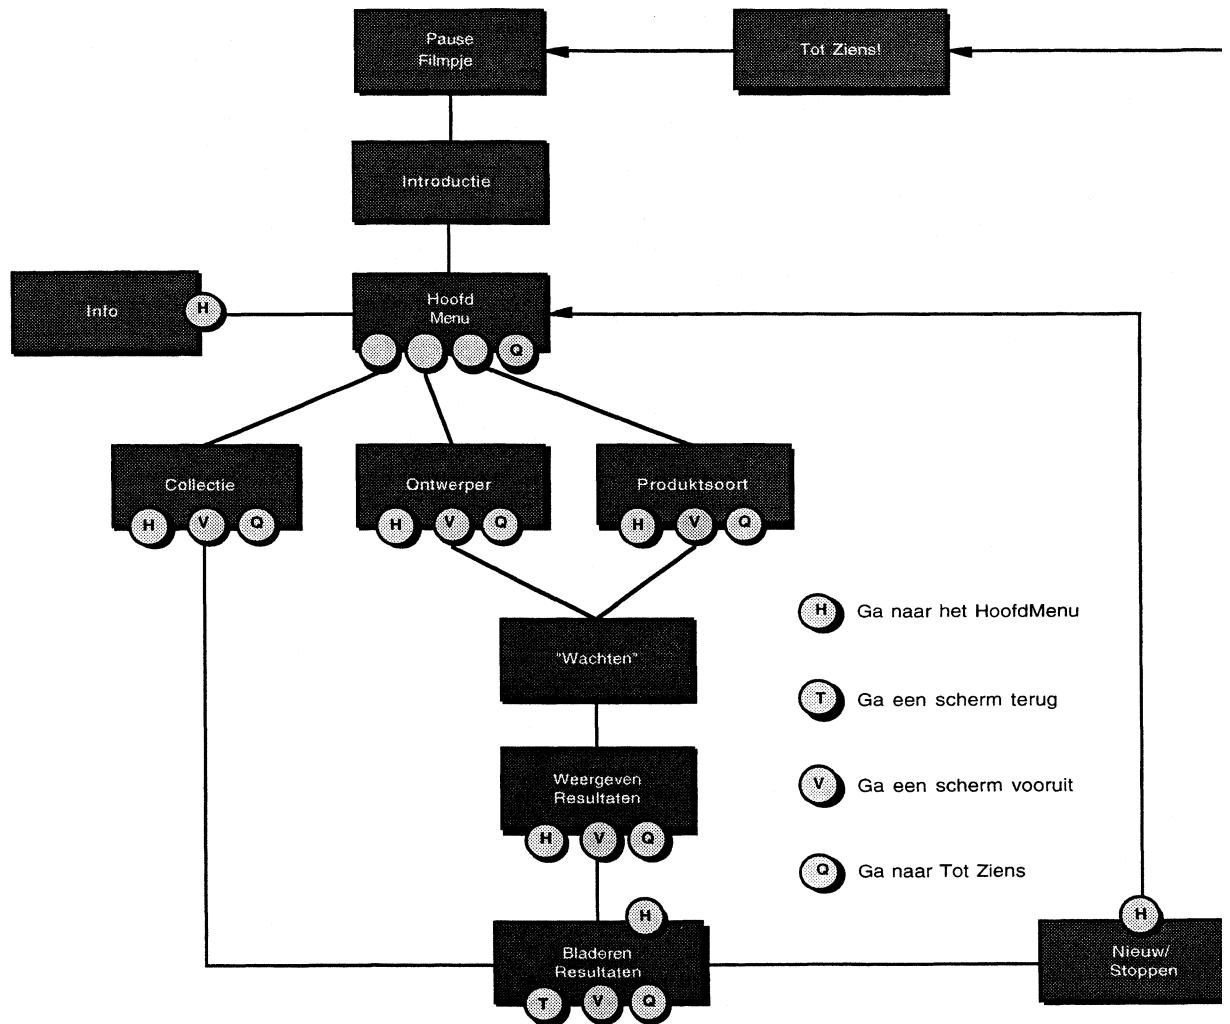 Pause
Filmpje
Tot Ziens!
Introductie
Info
H
Hoofd
Menu
Q
Collectie
H
V
Q
Ontwerper
H
V
Q
Produktsoort
H
V
Q
"Wachten"
H
Ga naar het HoofdMenu
T
Ga een scherm terug
V
Ga een scherm vooruit
Q
Ga naar Tot Ziens
Weergeven
Resultaten
H
V
Q
H
Bladeren
Resultaten
T
V
Q
H
Nieuw/
Stoppen